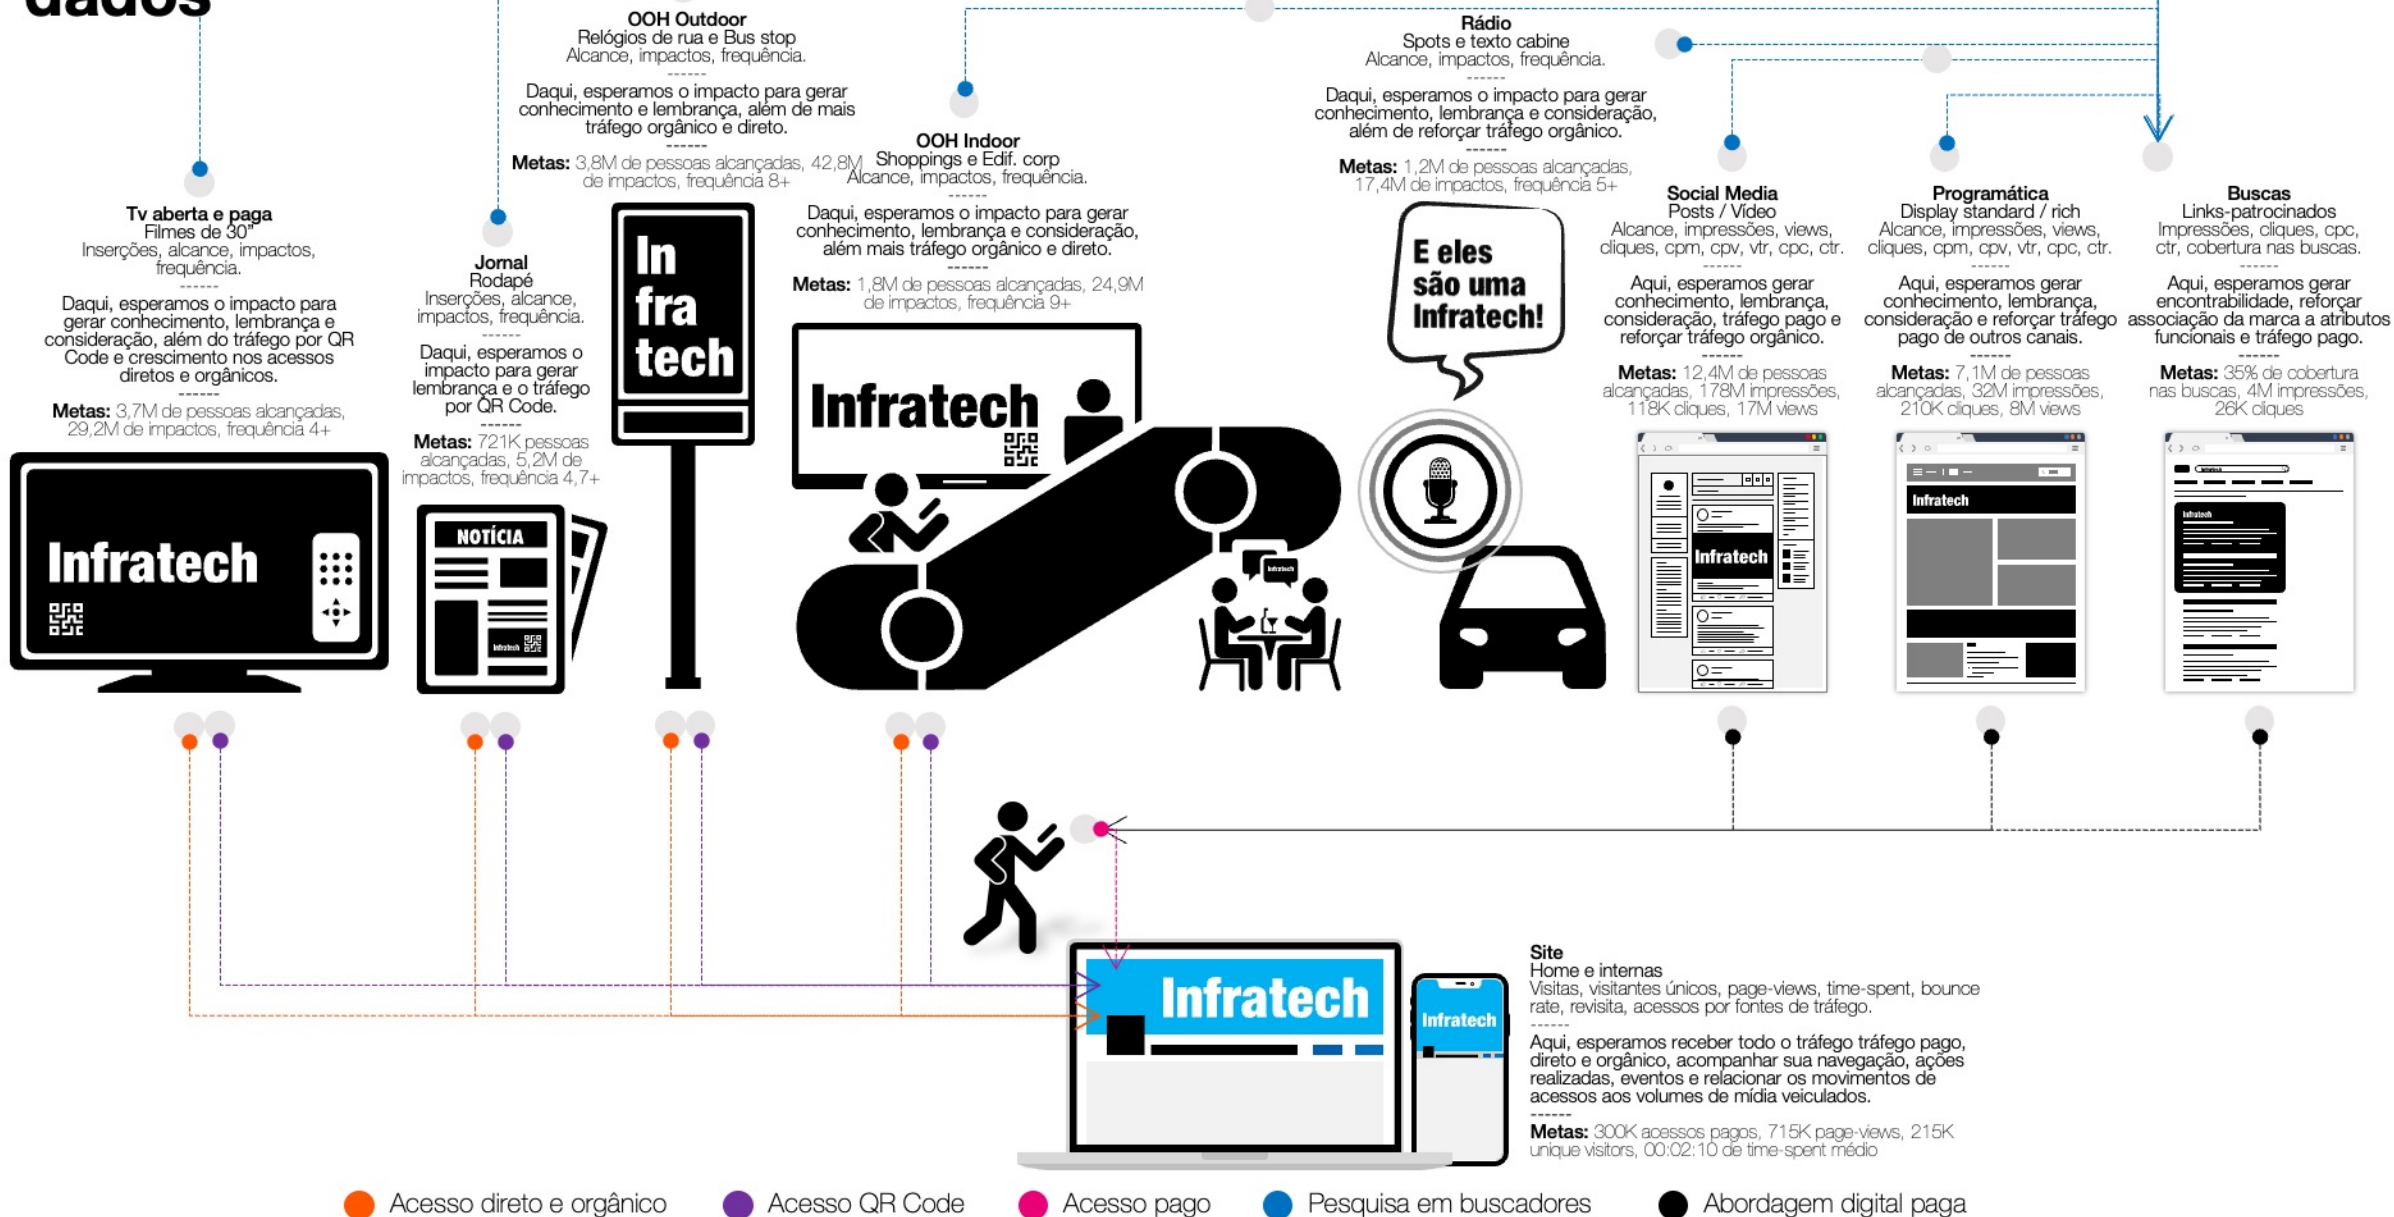 dados
OOH Outdoor
Relógios de rua e Bus stop
Alcance, impactos, frequência.
------
Daqui, esperamos o impacto para gerar
conhecimento e lembrança, além de mais
tráfego orgânico e direto.
------
Metas: 3,8M de pessoas alcançadas, 42,8M
de impactos, frequência 8+
Rádio
Spots e texto cabine
Alcance, impactos, frequência.
------
Daqui, esperamos o impacto para gerar
conhecimento, lembrança e consideração,
além de reforçar tráfego orgânico.
------
Metas: 1,2M de pessoas alcançadas,
17,4M de impactos, frequência 5+
OOH Indoor
Shoppings e Edif. corp
Alcance, impactos, frequência.
------
Daqui, esperamos o impacto para gerar
conhecimento, lembrança e consideração,
além mais tráfego orgânico e direto.
------
Metas: 1,8M de pessoas alcançadas, 24,9M
de impactos, frequência 9+
Tv aberta e paga
Filmes de 30”
Inserções, alcance, impactos,
frequência.
------
Daqui, esperamos o impacto para
gerar conhecimento, lembrança e
consideração, além do tráfego por QR
Code e crescimento nos acessos
diretos e orgânicos.
------
Metas: 3,7M de pessoas alcançadas,
29,2M de impactos, frequência 4+
Jornal
Rodapé
Inserções, alcance,
impactos, frequência.
------
Daqui, esperamos o
impacto para gerar
lembrança e o tráfego
por QR Code.
------
Metas: 721K pessoas
alcançadas, 5,2M de
impactos, frequência 4,7+
Social Media
Posts / Vídeo
Alcance, impressões, views,
cliques, cpm, cpv, vtr, cpc, ctr.
------
Aqui, esperamos gerar
conhecimento, lembrança,
consideração, tráfego pago e
reforçar tráfego orgânico.
------
Metas: 12,4M de pessoas
alcançadas, 178M impressões,
118K cliques, 17M views
Programática
Display standard / rich
Alcance, impressões, views,
cliques, cpm, cpv, vtr, cpc, ctr.
------
Aqui, esperamos gerar
conhecimento, lembrança,
consideração e reforçar tráfego
pago de outros canais.
------
Metas: 7,1M de pessoas
alcançadas, 32M impressões,
210K cliques, 8M views
Buscas
Links-patrocinados
Impressões, cliques, cpc,
ctr, cobertura nas buscas.
------
Aqui, esperamos gerar
encontrabilidade, reforçar
associação da marca a atributos
funcionais e tráfego pago.
------
Metas: 35% de cobertura
nas buscas, 4M impressões,
26K cliques
In
fra
tech
E eles
são uma
Infratech!
Infratech
Infratech
NOTÍCIA
Infratech
Infratech
Infratech
Infratech
Infratech
Infratech
Infratech
Infratech
Site
Home e internas
Visitas, visitantes únicos, page-views, time-spent, bounce
rate, revisita, acessos por fontes de tráfego.
------
Aqui, esperamos receber todo o tráfego tráfego pago,
direto e orgânico, acompanhar sua navegação, ações
realizadas, eventos e relacionar os movimentos de
acessos aos volumes de mídia veiculados.
------
Metas: 300K acessos pagos, 715K page-views, 215K
unique visitors, 00:02:10 de time-spent médio
Acesso direto e orgânico
Acesso QR Code
Acesso pago
Pesquisa em buscadores
Abordagem digital paga